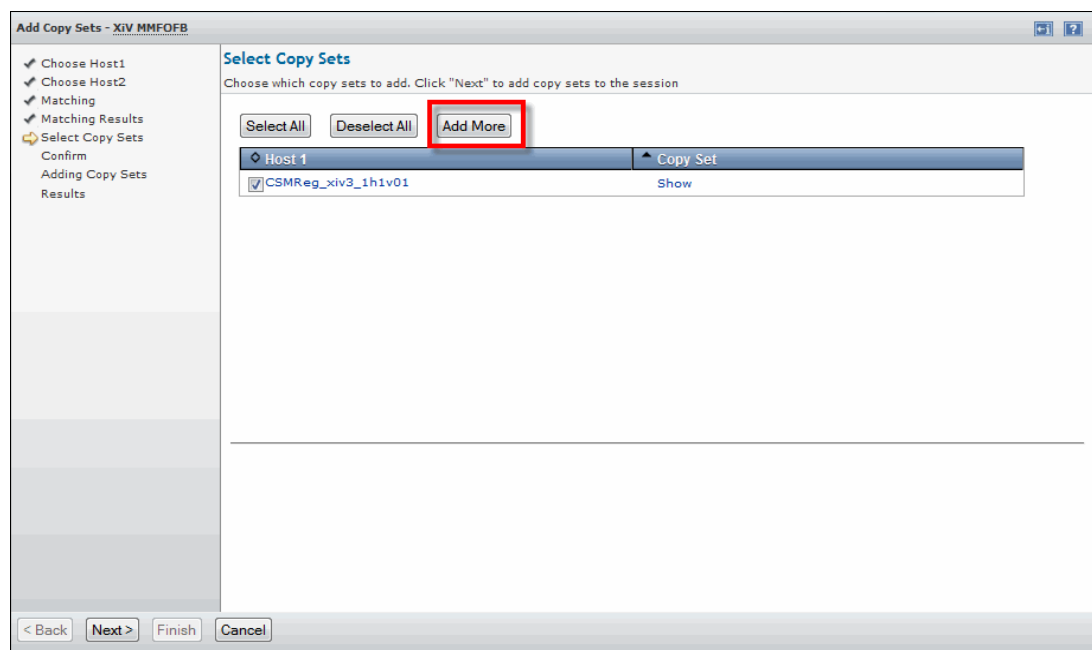 Add Copy Sets - XiV MMFOFB
Choose Host1
Choose Host2
Matching
Matching Results
Select Copy Sets
Confirm
Adding Copy Sets
Results
Select Copy Sets
Choose which copy sets to add. Click "Next" to add copy sets to the session
Select All Deselect All Add More
Host 1 Copy Set
CSMReg_xiv3_1h1v01 Show
< Back Next > Finish Cancel